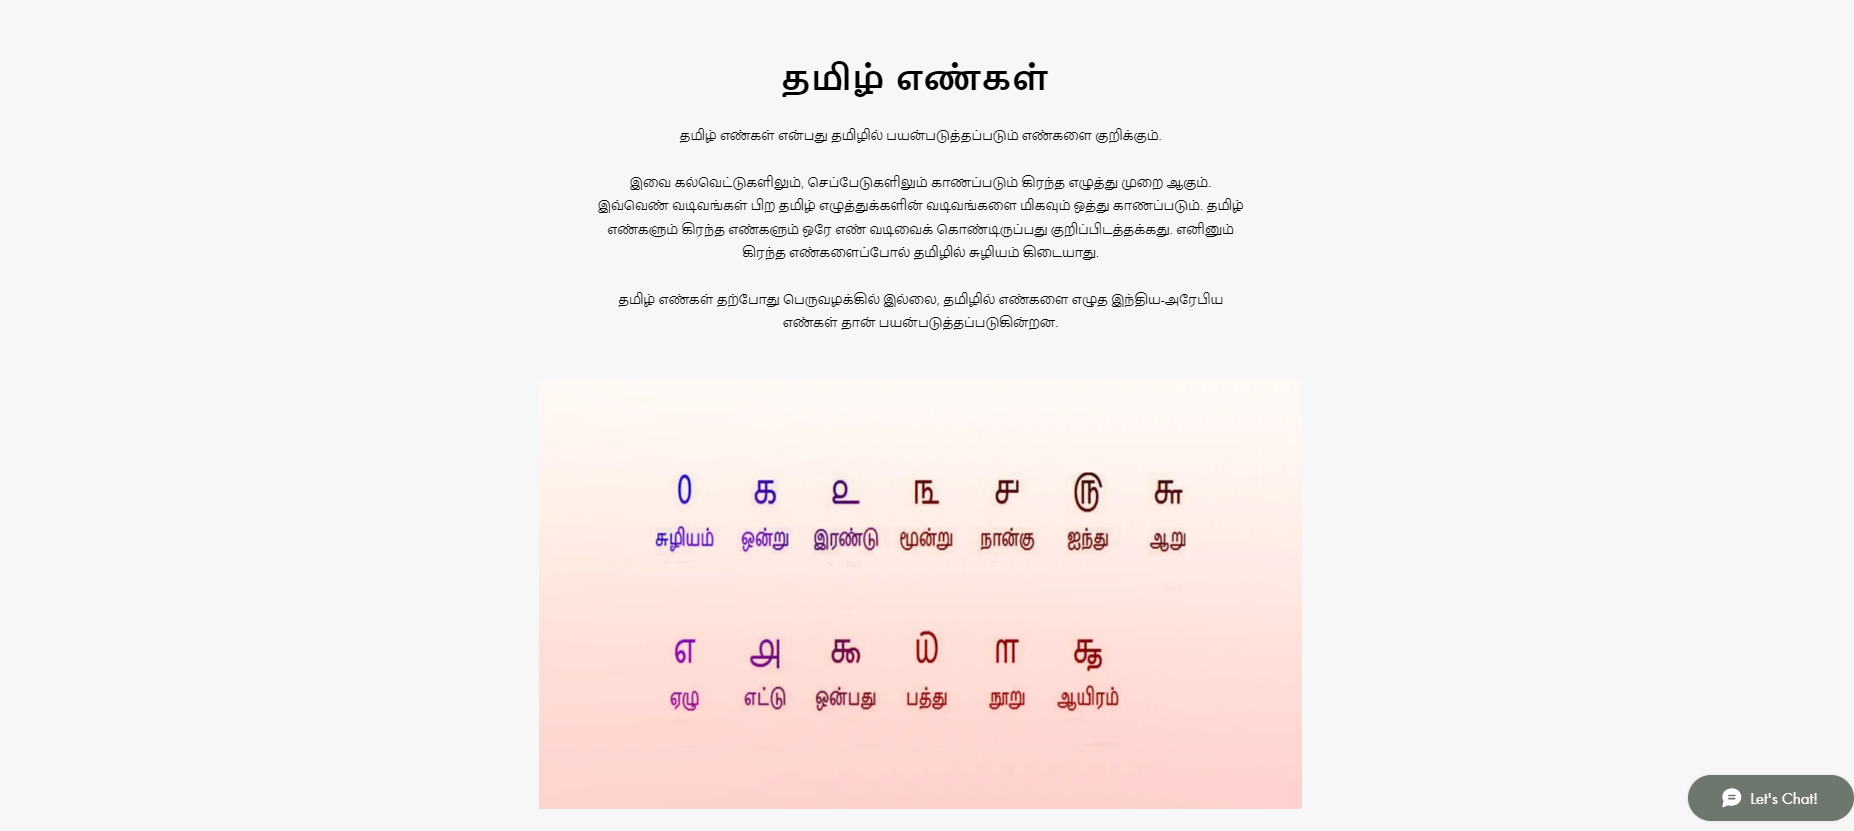 தமிழ் எண்கள்
தமிழ் எண்கள் என்பது தமிழில் பயன்படுத்தப்படும் எண்களை குறிக்கும்.
இவை கல்வெட்டுகளிலும், செப்பேடுகளிலும் காணப்படும் கிரந்த எழுத்து முறை ஆகும்.
இவ்வெண் வடிவங்கள் பிற தமிழ் எழுத்துக்களின் வடிவங்களை மிகவும் ஒத்து காணப்படும். தமிழ்
எண்களும் கிரந்த எண்களும் ஒரே எண் வடிவைக் கொண்டிருப்பது குறிப்பிடத்தக்கது. எனினும்
கிரந்த எண்களைப்போல் தமிழில் சுழியம் கிடையாது.
தமிழ் எண்கள் தற்போது பெருவழக்கில் இல்லை, தமிழில் எண்களை எழுத இந்திய-அரேபிய
எண்கள் தான் பயன்படுத்தப்படுகின்றன.
௦ ௧ ௨ ௩ ௪ ௫ ௬
சுழியம் ஒன்று இரண்டு மூன்று நான்கு ஐந்து ஆறு
௭ ௮ ௯ ௰ ௱ ௲
ஏழு எட்டு ஒன்பது பத்து நூறு ஆயிரம்
Let's Chat!